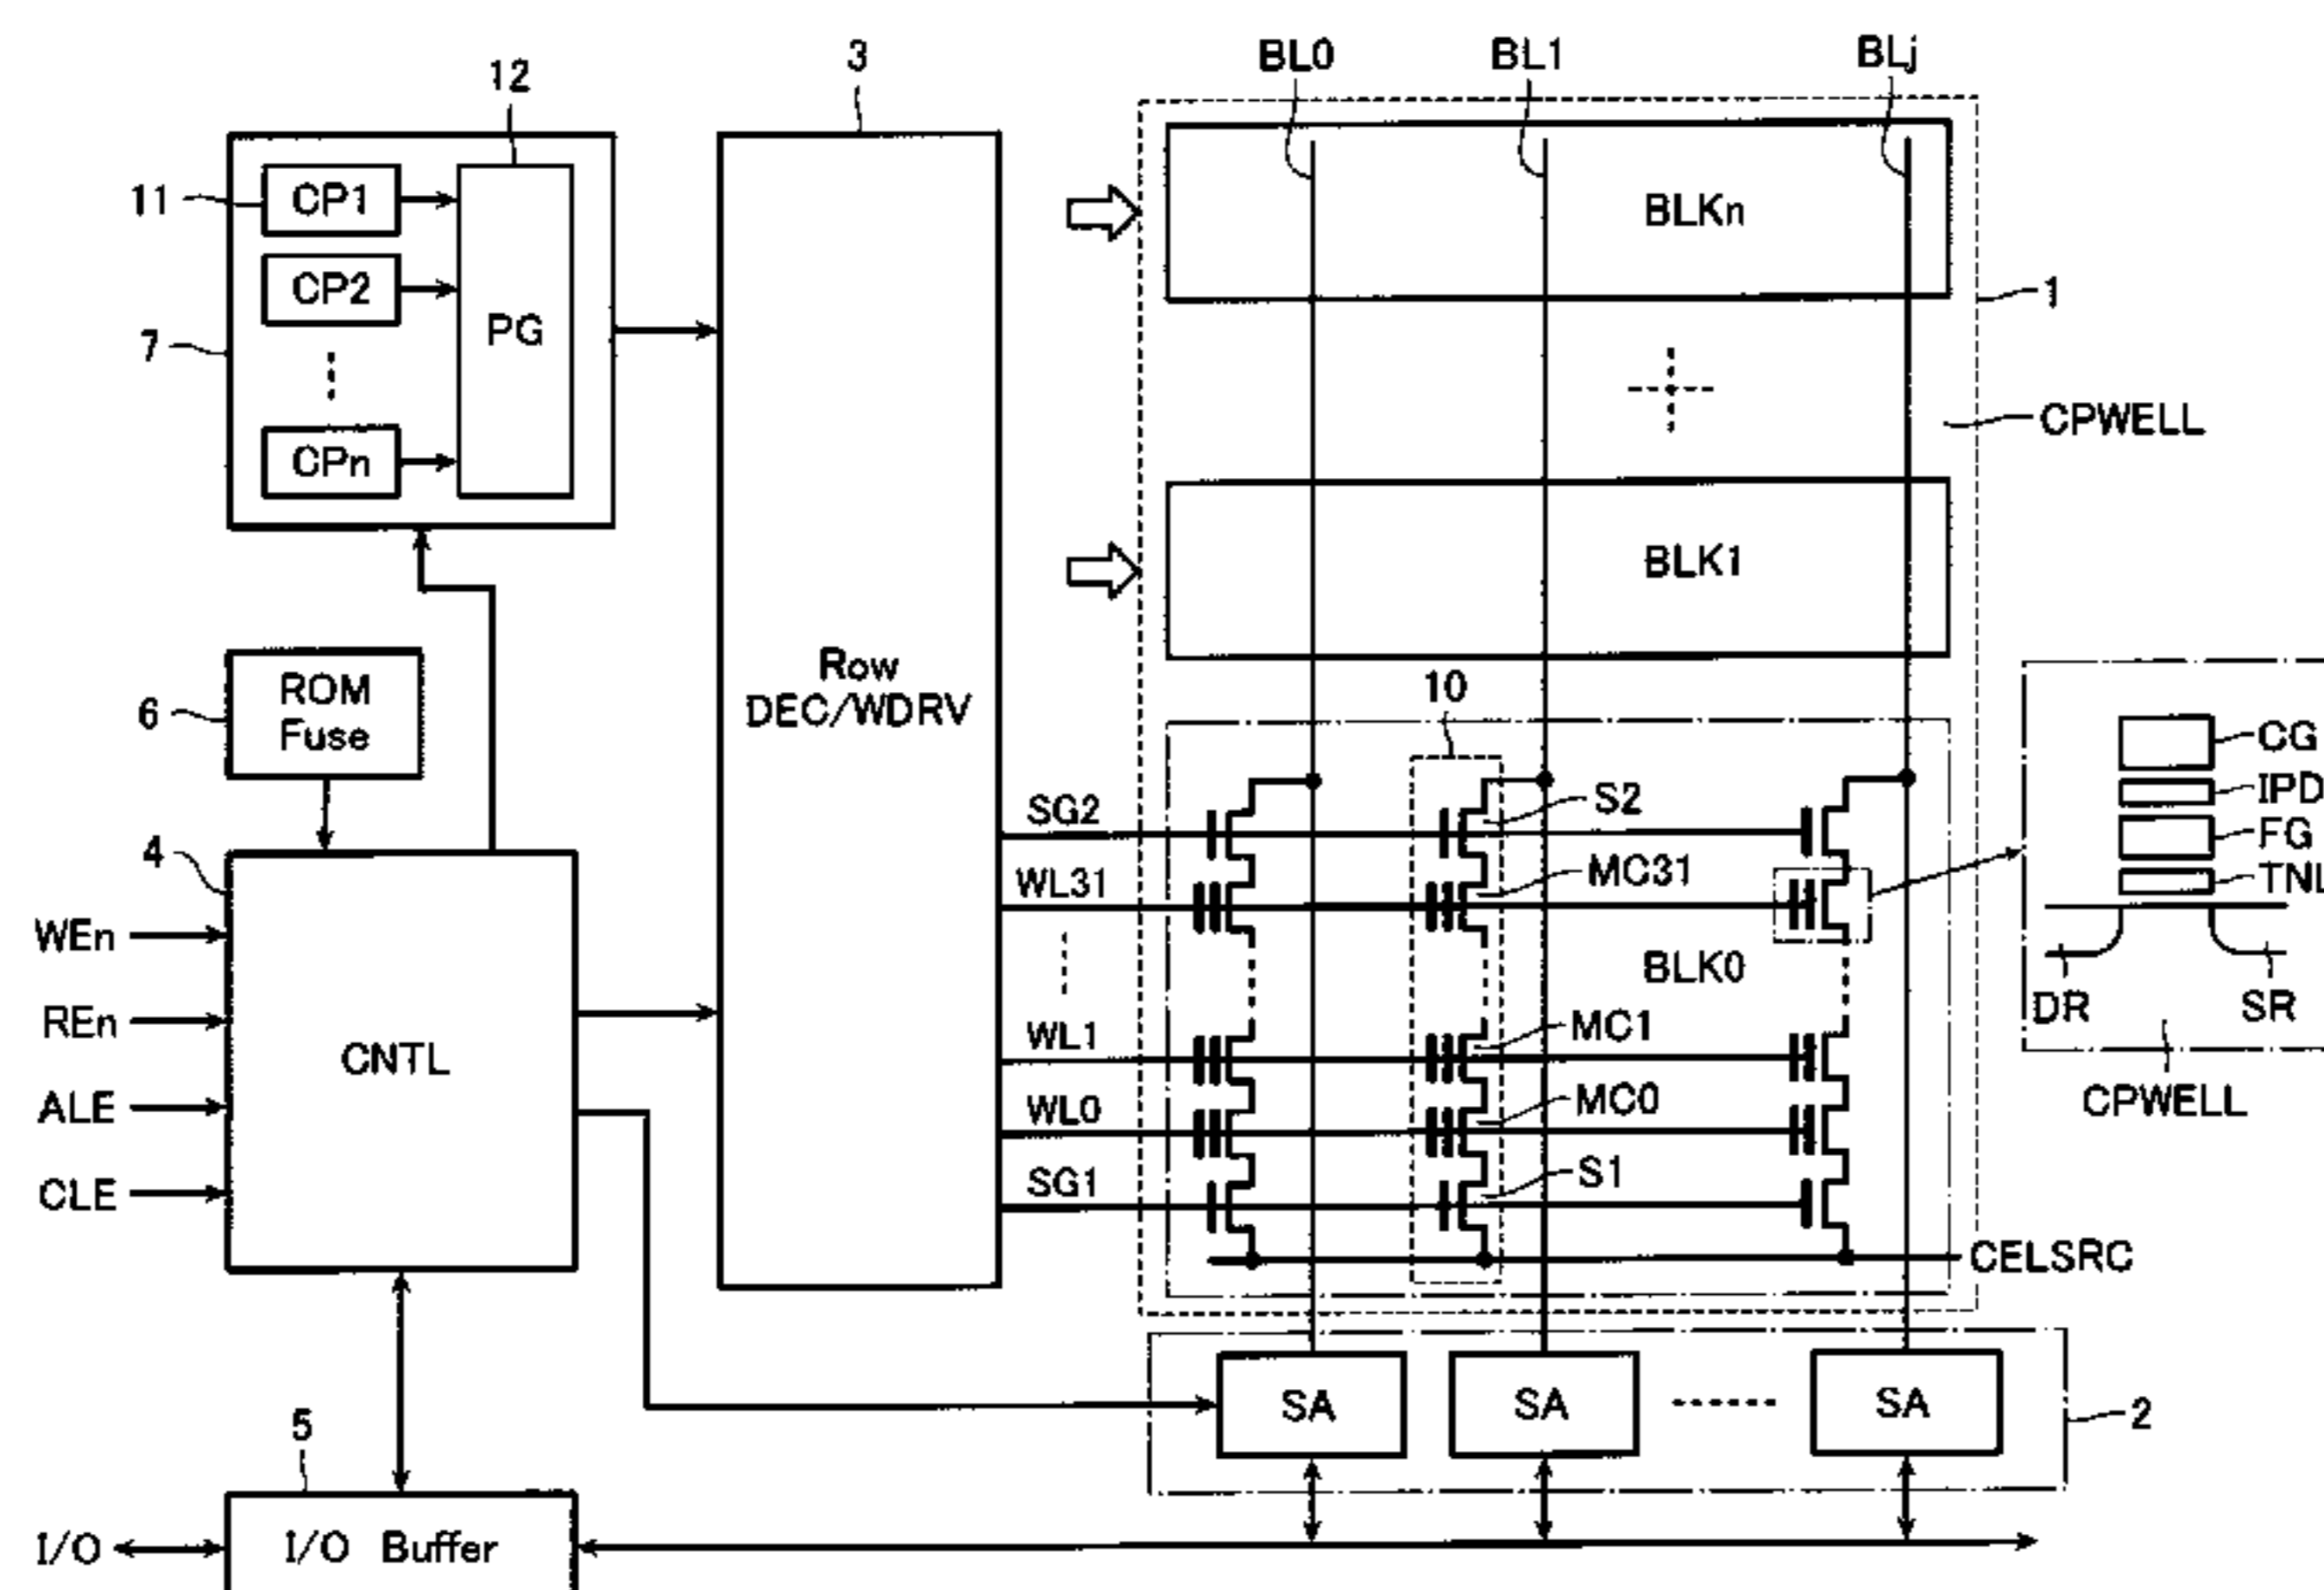 BL0 BL1 BLj
12 3
11 CP1
CP2
CPn
PG
7
BLKn
1
CPWELL
BLK1
ROM
Fuse
6
Row
DEC/WDRV
10
SG2 S2
WL31 MC31
BLK0
WL1 MC1
WL0 MC0
SG1 S1
CELSRC
CG
IPD
FG
TNL
DR SR
CPWELL
4
WEn
REn
ALE
CLE
CNTL
SA SA SA
2
5
I/O I/O Buffer